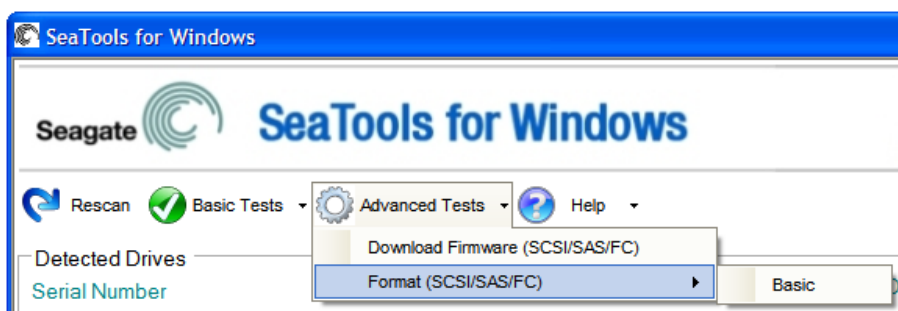 SeaTools for Windows
Seagate SeaTools for Windows
Rescan Basic Tests Advanced Tests Help
Download Firmware (SCSI/SAS/FC)
Detected Drives
Format (SCSI/SAS/FC) Basic
Serial Number